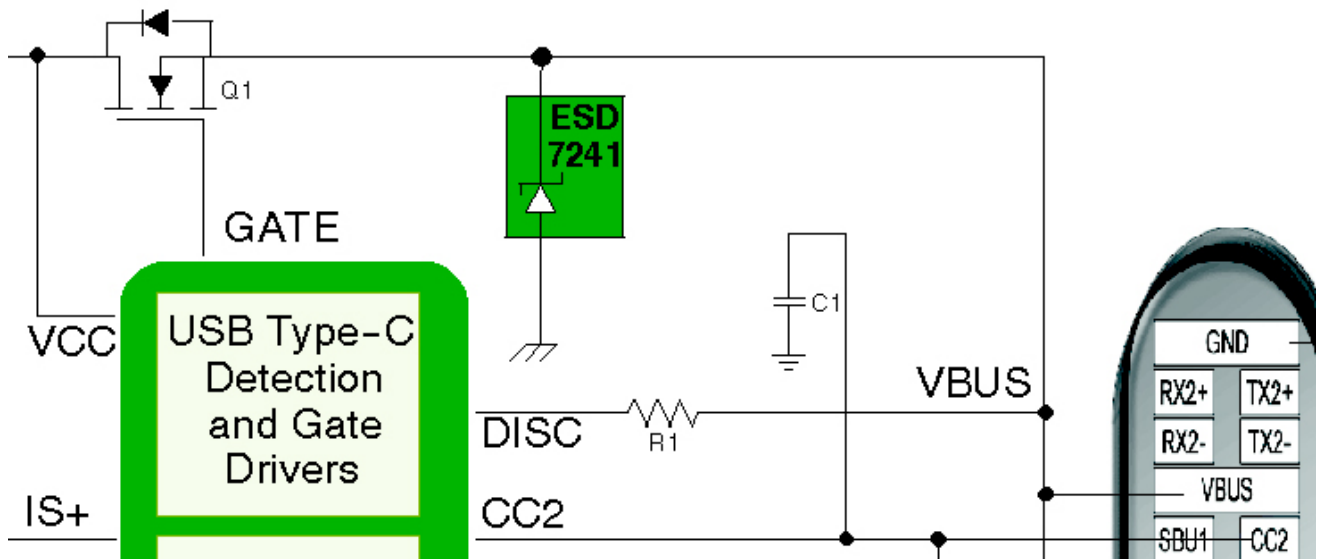 Q1
ESD
7241
GATE
C1
VCC
USB Type-C
Detection
and Gate
Drivers
VBUS
DISC
R1
IS+
CC2
GND
RX2+ TX2+
RX2- TX2-
VBUS
SBU1 CC2